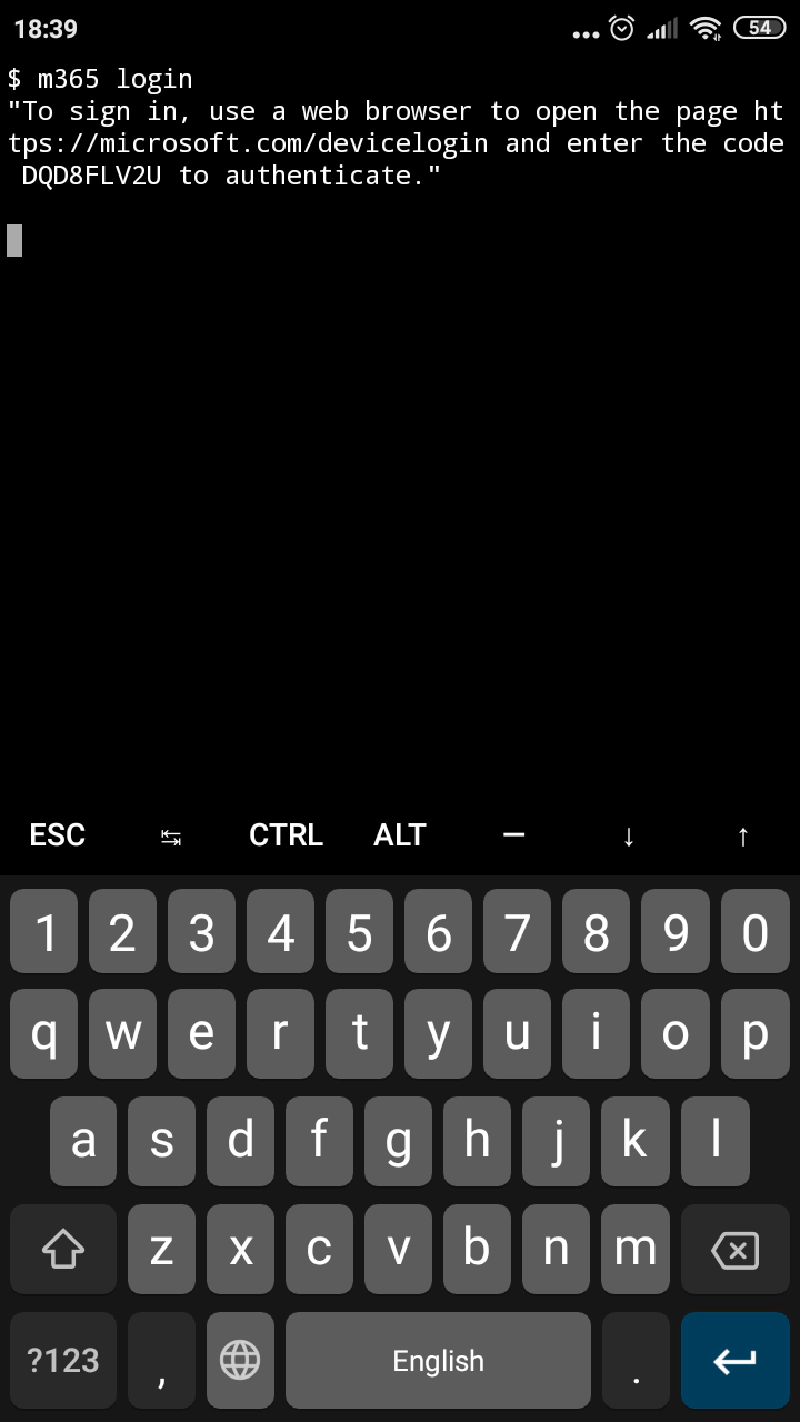 18:39
54
$ m365 login
"To sign in, use a web browser to open the page ht
tps://microsoft.com/devicelogin and enter the code
DQD8FLV2U to authenticate."
ESC ↹ CTRL ALT — ↓ ↑
1 2 3 4 5 6 7 8 9 0
q w e r t y u i o p
a s d f g h j k l
z x c v b n m
?123 , English .